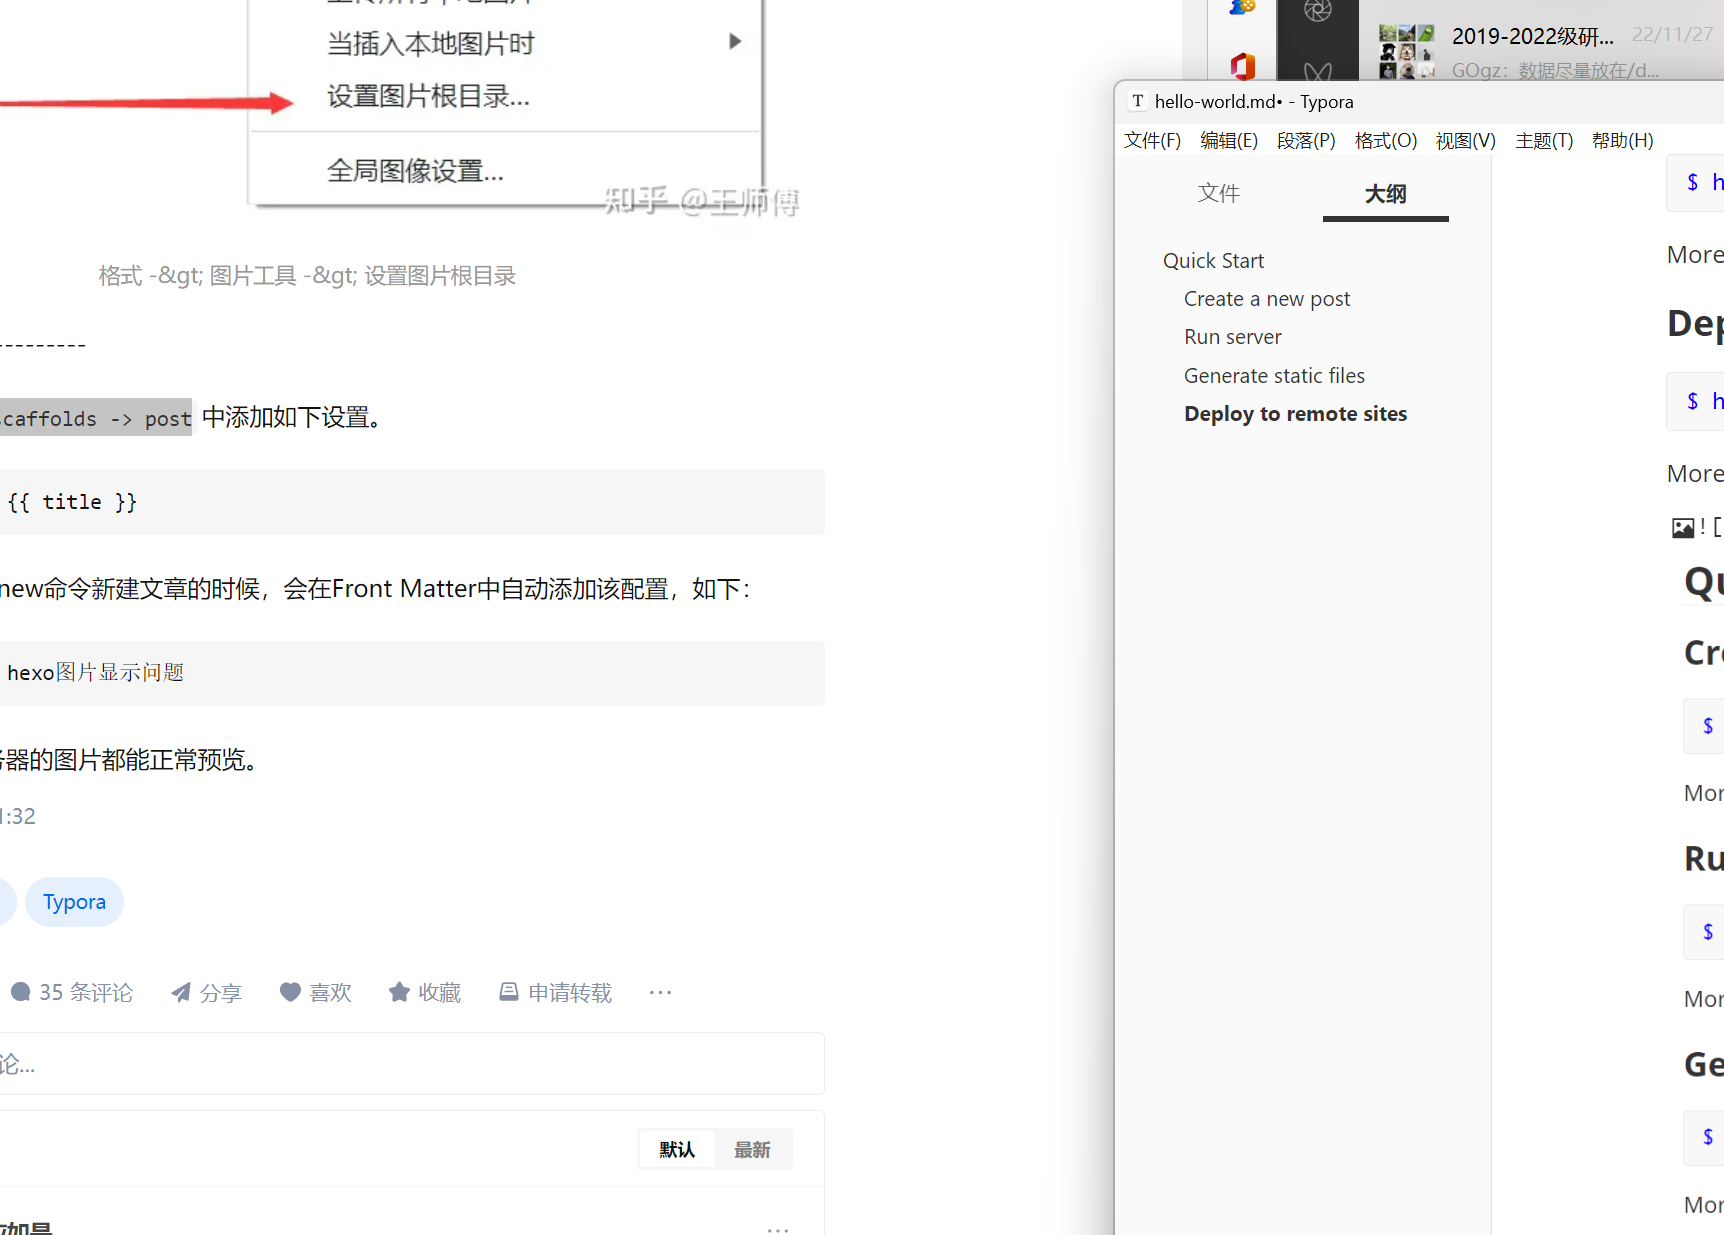 当插入本地图片时
设置图片根目录...
全局图像设置...
知乎 @王师傅
格式 -&gt; 图片工具 -&gt; 设置图片根目录
---------
caffolds -> post 中添加如下设置。
{{ title }}
new命令新建文章的时候，会在Front Matter中自动添加该配置，如下：
hexo图片显示问题
器的图片都能正常预览。
:32
Typora
35 条评论
分享
喜欢
收藏
申请转载
···
论...
默认
最新
如是
···
2019-2022级研...
22/11/27
GOgz：数据尽量放在/d...
hello-world.md• - Typora
文件(F) 编辑(E) 段落(P) 格式(O) 视图(V) 主题(T) 帮助(H)
文件
大纲
Quick Start
Create a new post
Run server
Generate static files
Deploy to remote sites
$ h
More
Dep
$ h
More
![
Qu
Cre
$
Mor
Ru
$
Mor
Ge
$
Mor